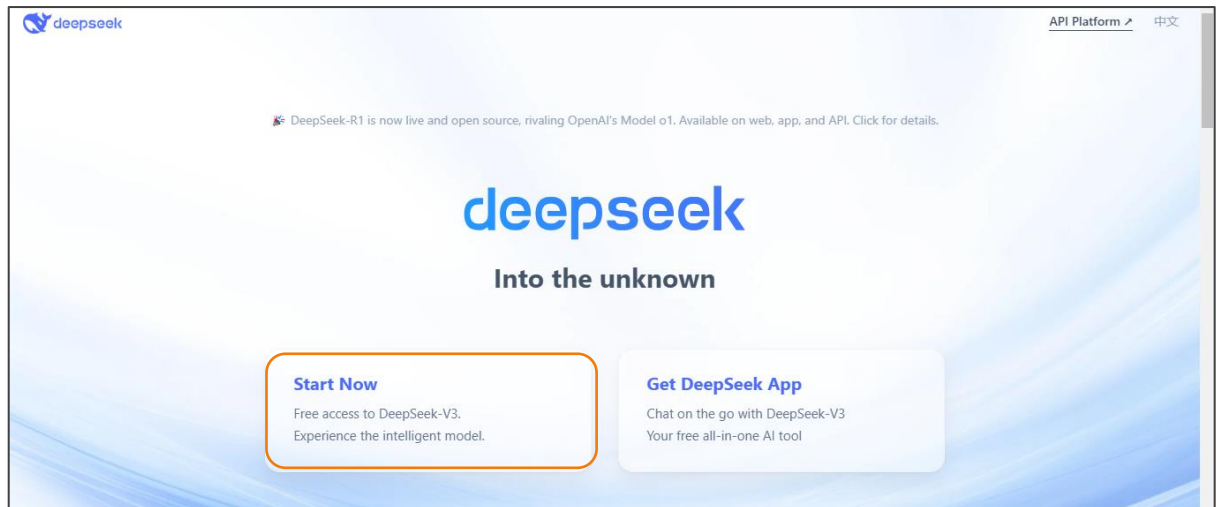 deepseek
API Platform ↗ 中文
🎉 DeepSeek-R1 is now live and open source, rivaling OpenAI's Model o1. Available on web, app, and API. Click for details.
deepseek
Into the unknown
Start Now
Free access to DeepSeek-V3.
Experience the intelligent model.
Get DeepSeek App
Chat on the go with DeepSeek-V3
Your free all-in-one AI tool